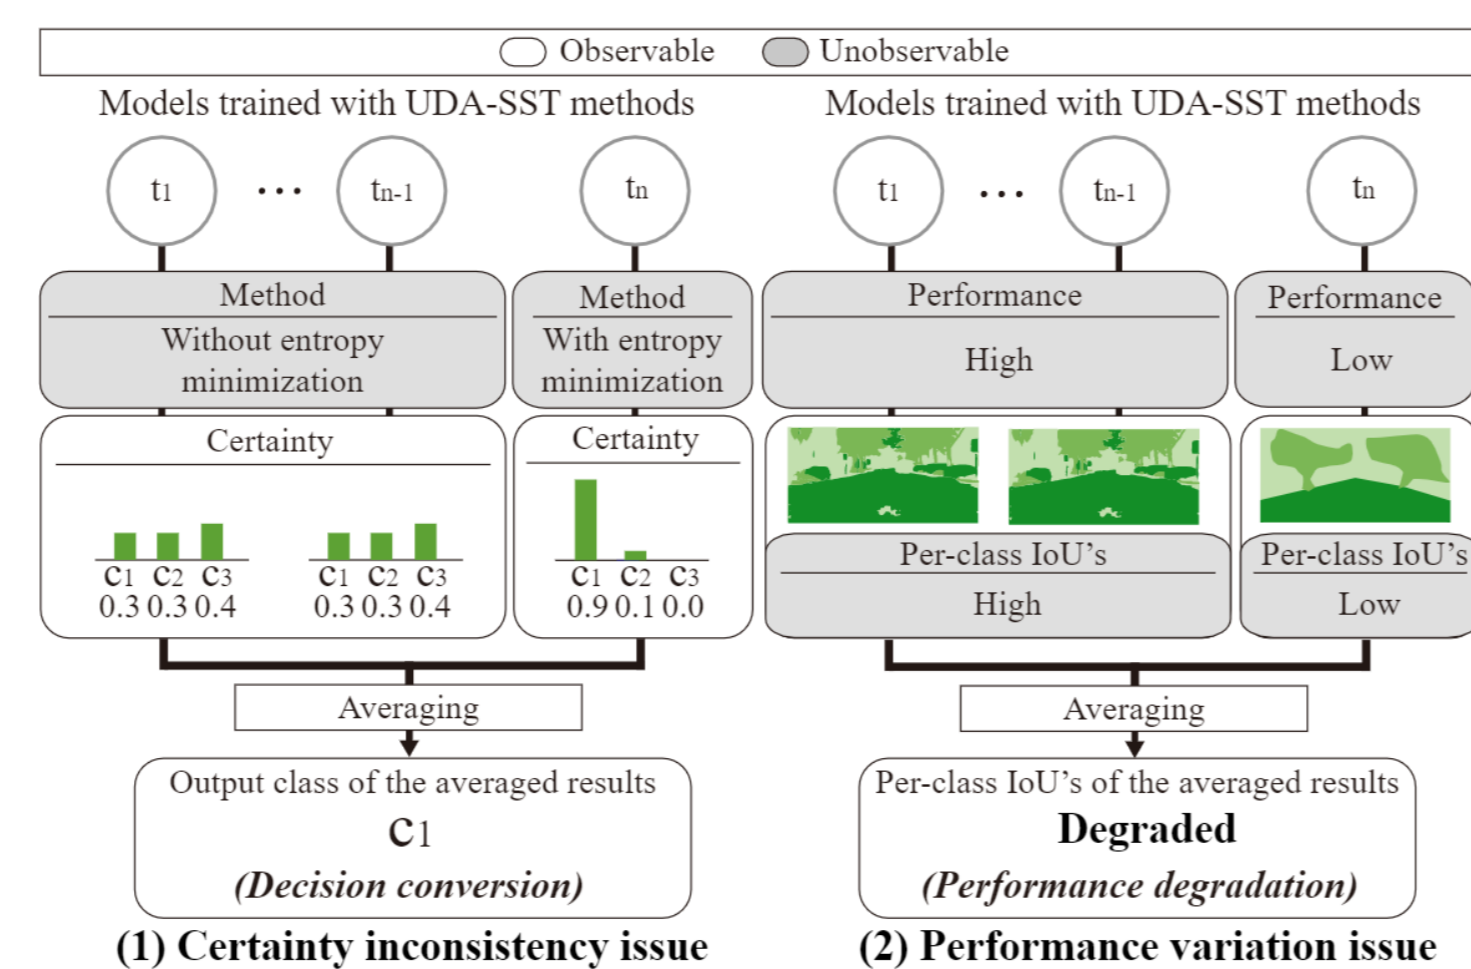 Observable Unobservable
Models trained with UDA-SST methods
t1 ... tn-1 tn
Method
Without entropy
minimization
Method
With entropy
minimization
Certainty
C1 C2 C3
0.3 0.3 0.4
C1 C2 C3
0.3 0.3 0.4
Certainty
C1 C2 C3
0.9 0.1 0.0
Averaging
Output class of the averaged results
C1
(Decision conversion)
(1) Certainty inconsistency issue
Models trained with UDA-SST methods
t1 ... tn-1 tn
Performance
High
Performance
Low
Per-class IoU's
High
Per-class IoU's
Low
Averaging
Per-class IoU's of the averaged results
Degraded
(Performance degradation)
(2) Performance variation issue